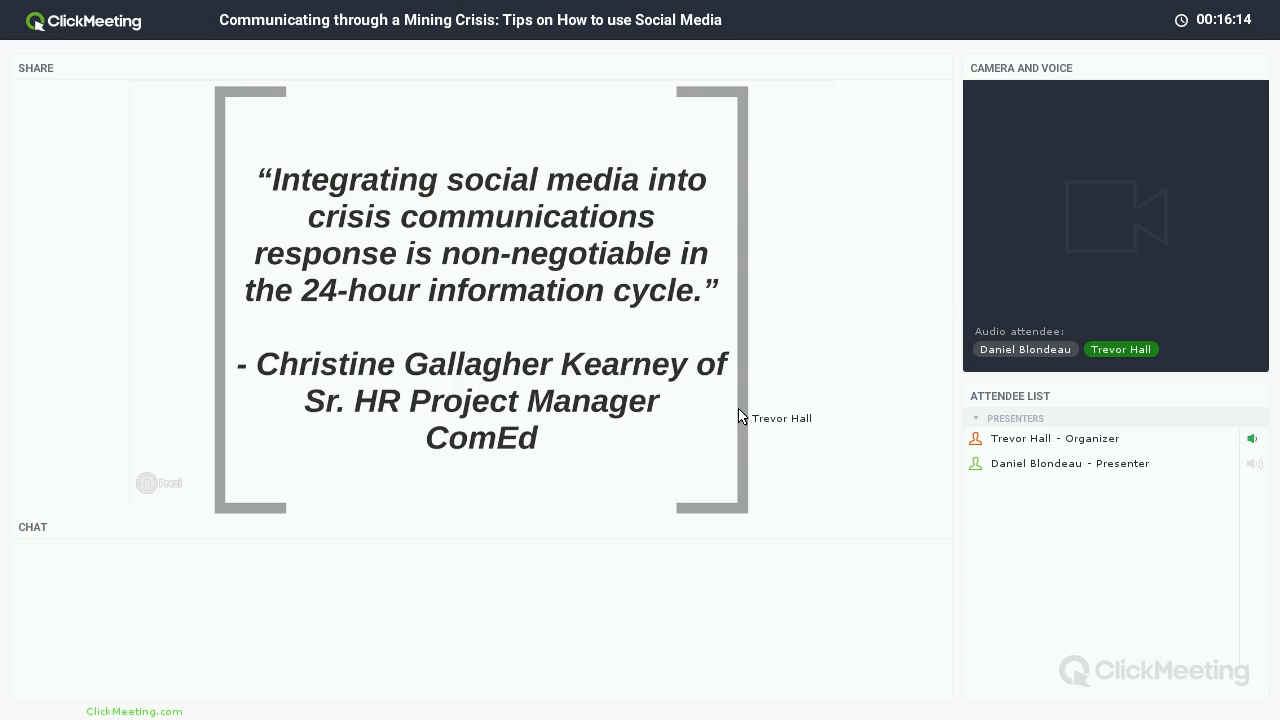 ClickMeeting
Communicating through a Mining Crisis: Tips on How to use Social Media
00:16:14
SHARE
“Integrating social media into
crisis communications
response is non-negotiable in
the 24-hour information cycle.”
- Christine Gallagher Kearney of
Sr. HR Project Manager
ComEd
Trevor Hall
Prezi
CHAT
CAMERA AND VOICE
Audio attendee:
Daniel Blondeau
Trevor Hall
ATTENDEE LIST
PRESENTERS
Trevor Hall - Organizer
Daniel Blondeau - Presenter
ClickMeeting
ClickMeeting.com